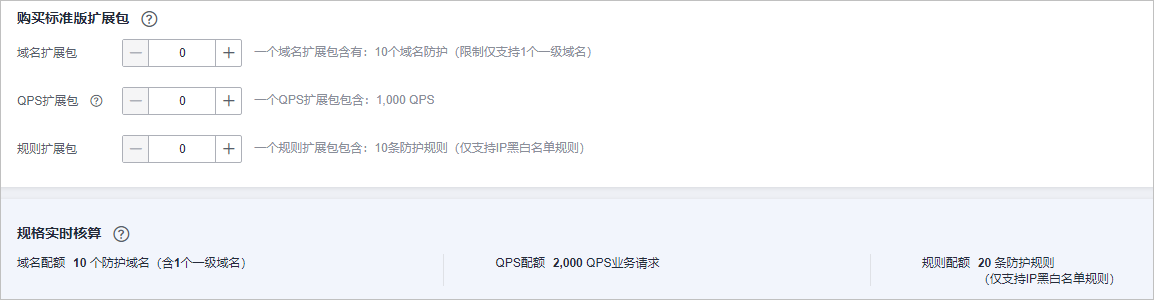 购买标准版扩展包 ?
域名扩展包 — 0 + 一个域名扩展包含有：10个域名防护（限制仅支持1个一级域名）
QPS扩展包 ? — 0 + 一个QPS扩展包包含：1,000 QPS
规则扩展包 — 0 + 一个规则扩展包包含：10条防护规则（仅支持IP黑白名单规则）
规格实时核算 ?
域名配额 10 个防护域名（含1个一级域名） QPS配额 2,000 QPS业务请求 规则配额 20 条防护规则
（仅支持IP黑白名单规则）